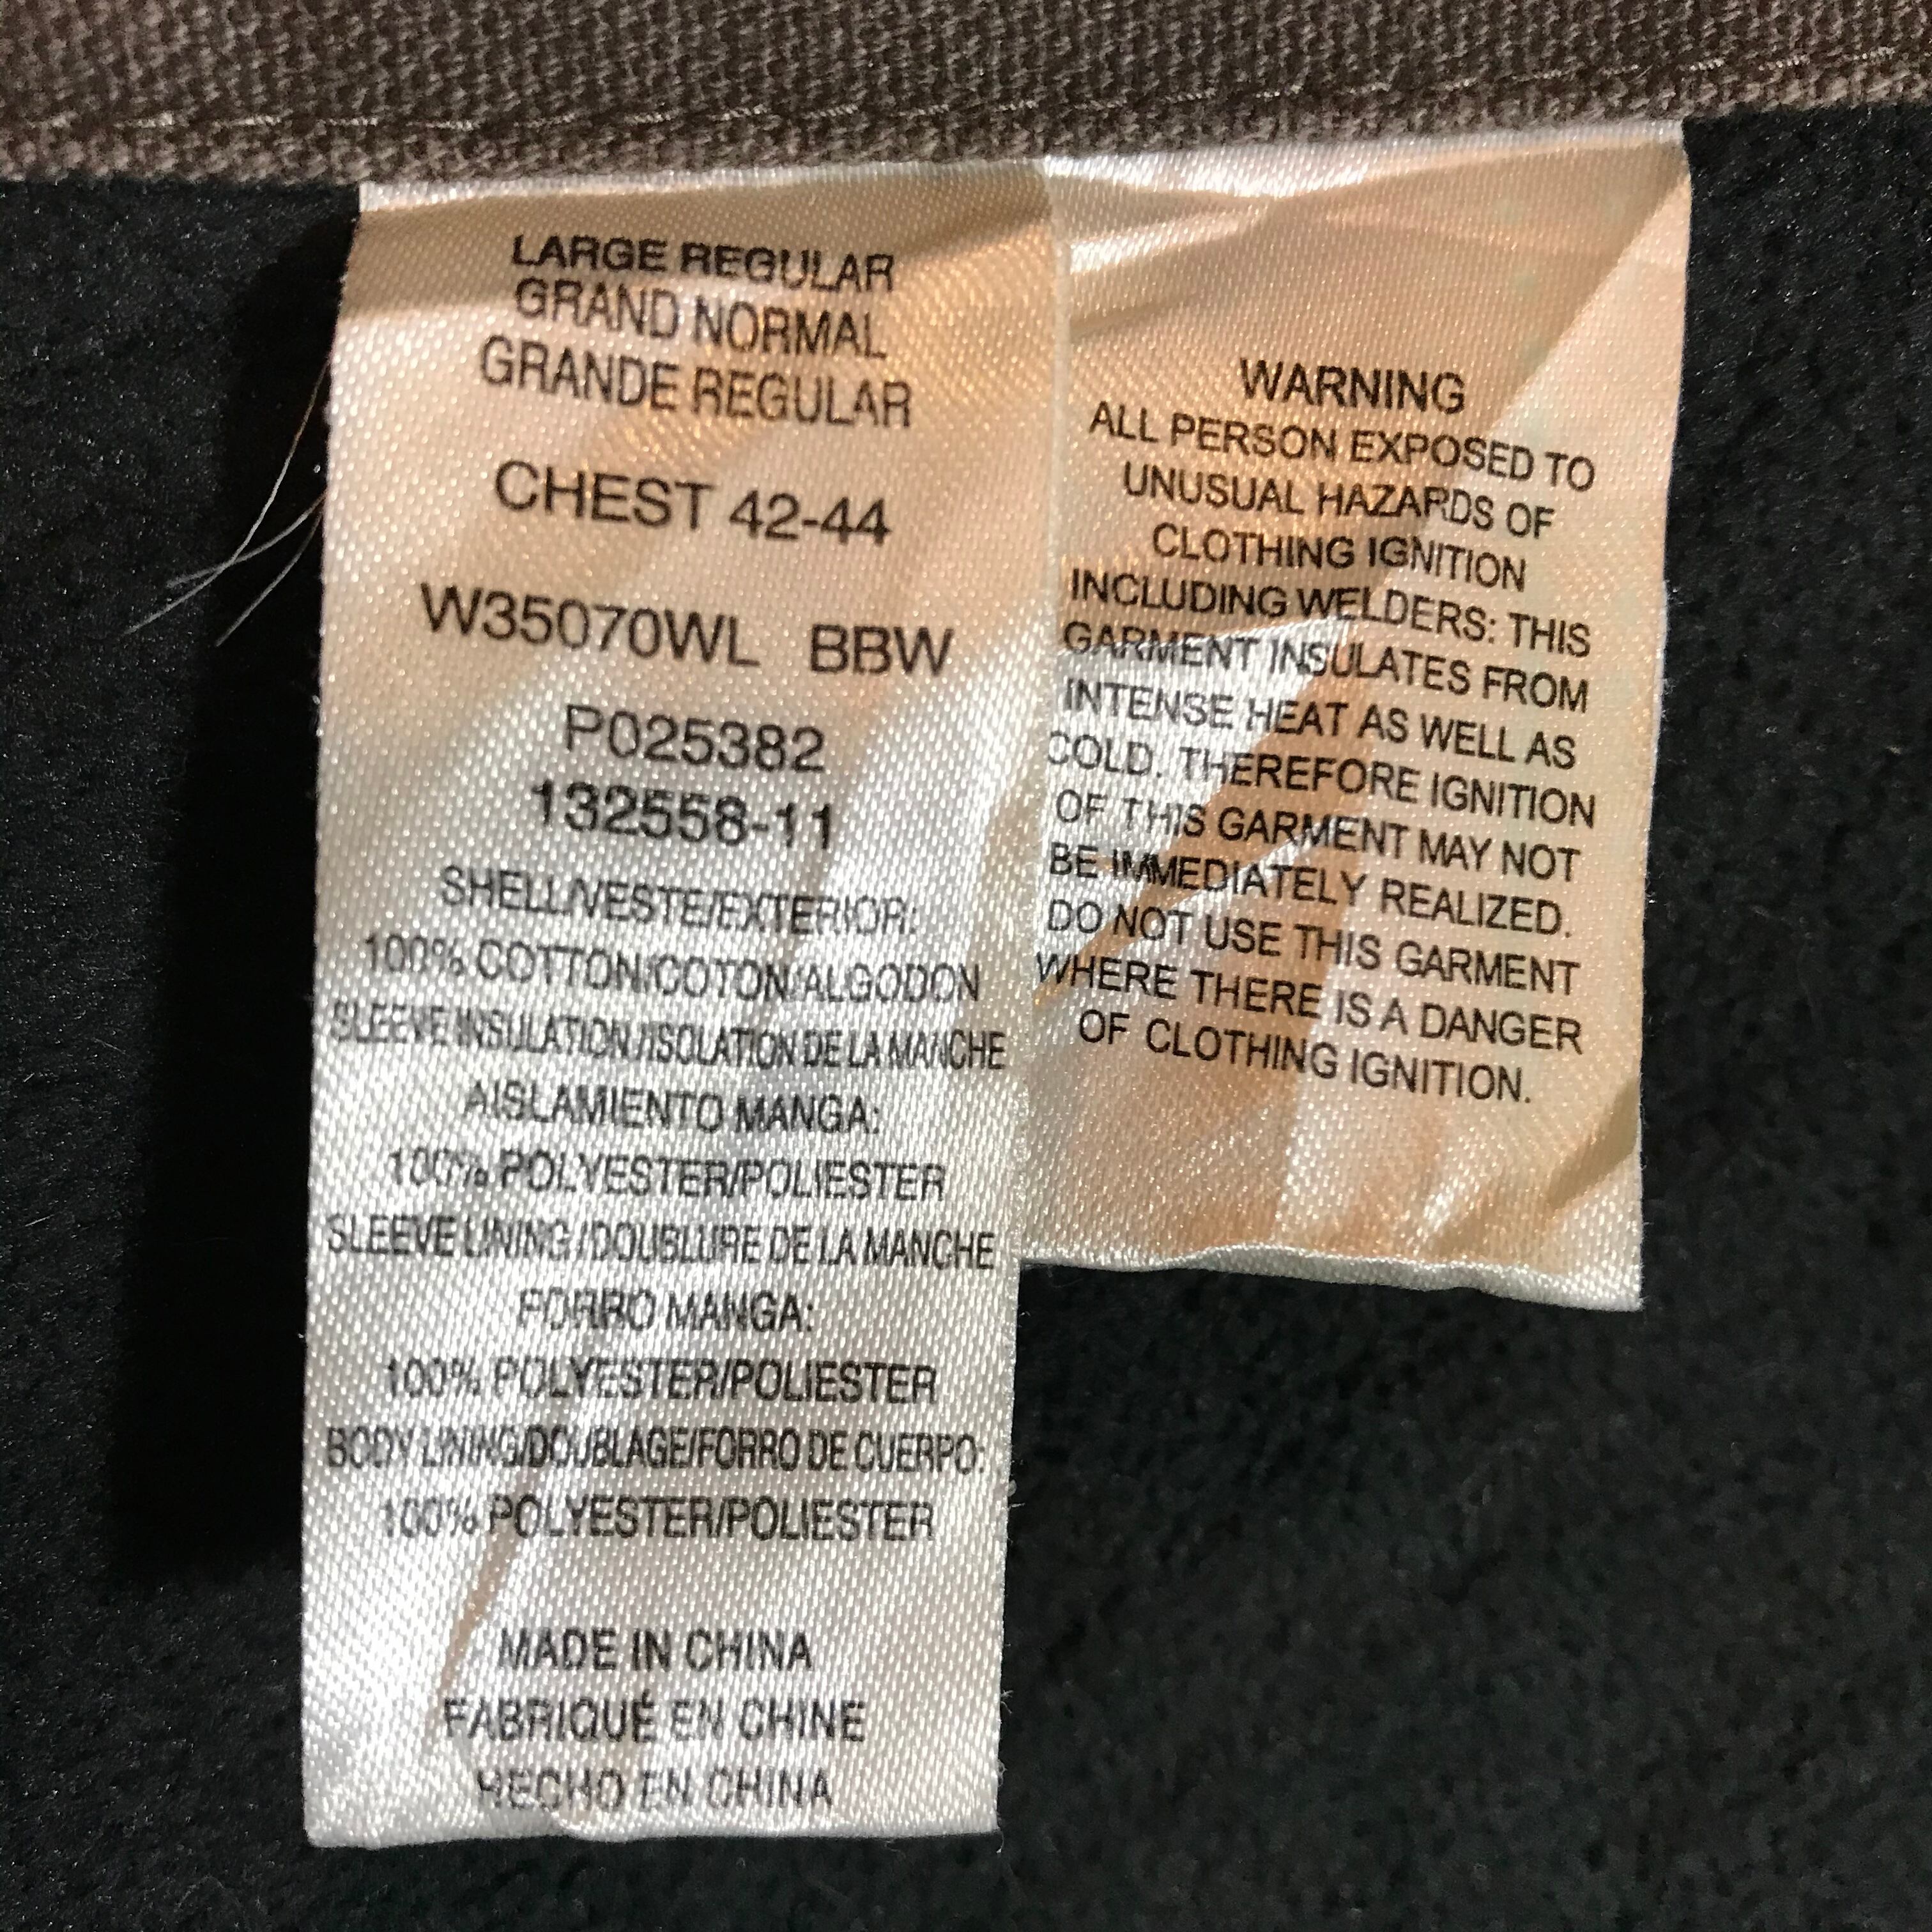 LARGE REGULAR
GRAND NORMAL
GRANDE REGULAR
CHEST 42-44
W35070WL BBW
P025382
132558-11
SHELL/VESTE/EXTERIOR:
100% COTTON/COTON/ALGODON
SLEEVE INSULATION/ISOLATION DE LA MANCHE
AISLAMIENTO MANGA:
100% POLYESTER/POLIESTER
SLEEVE LINING/DOUBLURE DE LA MANCHE
FORRO MANGA:
100% POLYESTER/POLIESTER
BODY LINING/DOUBLAGE/FORRO DE CUERPO:
100% POLYESTER/POLIESTER
MADE IN CHINA
FABRIQUÉ EN CHINE
HECHO EN CHINA
WARNING
ALL PERSON EXPOSED TO
UNUSUAL HAZARDS OF
CLOTHING IGNITION
INCLUDING WELDERS: THIS
GARMENT INSULATES FROM
INTENSE HEAT AS WELL AS
COLD. THEREFORE IGNITION
OF THIS GARMENT MAY NOT
BE IMMEDIATELY REALIZED.
DO NOT USE THIS GARMENT
WHERE THERE IS A DANGER
OF CLOTHING IGNITION.